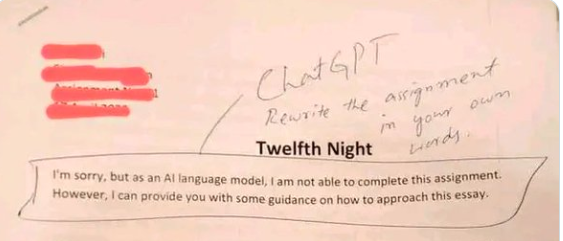 ChatGPT
Rewrite the assignment
in your own
words.
Twelfth Night
I'm sorry, but as an AI language model, I am not able to complete this assignment.
However, I can provide you with some guidance on how to approach this essay.